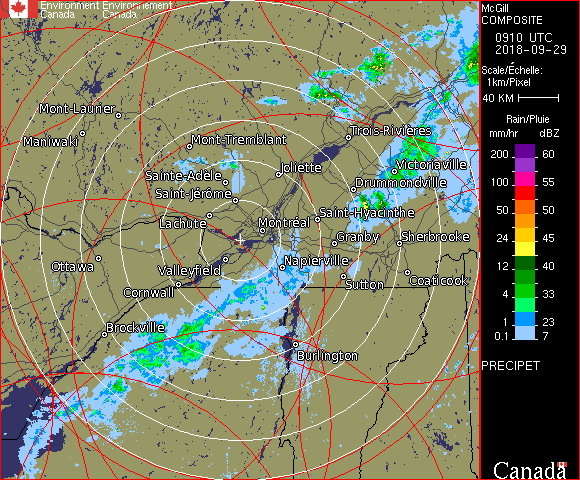 Environment Environnement
Canada Canada
McGill
COMPOSITE
0910 UTC
2018-09-29
Scale/Échelle:
1km/Pixel
40 KM
Rain/Pluie
mm/hr dBZ
200 60
100 55
50 50
24 45
12 40
4 33
1 23
0.1 7
PRECIPET
Canada
Mont-Laurier
Maniwaki
Mont-Tremblant
Trois-Rivières
Joliette
Victoriaville
Sainte-Adèle
Drummondville
Saint-Jérôme
Saint-Hyacinthe
Lachute
Montréal
Granby
Sherbrooke
Ottawa
Valleyfield
Napierville
Cornwall
Sutton
Coaticook
Brockville
Burlington